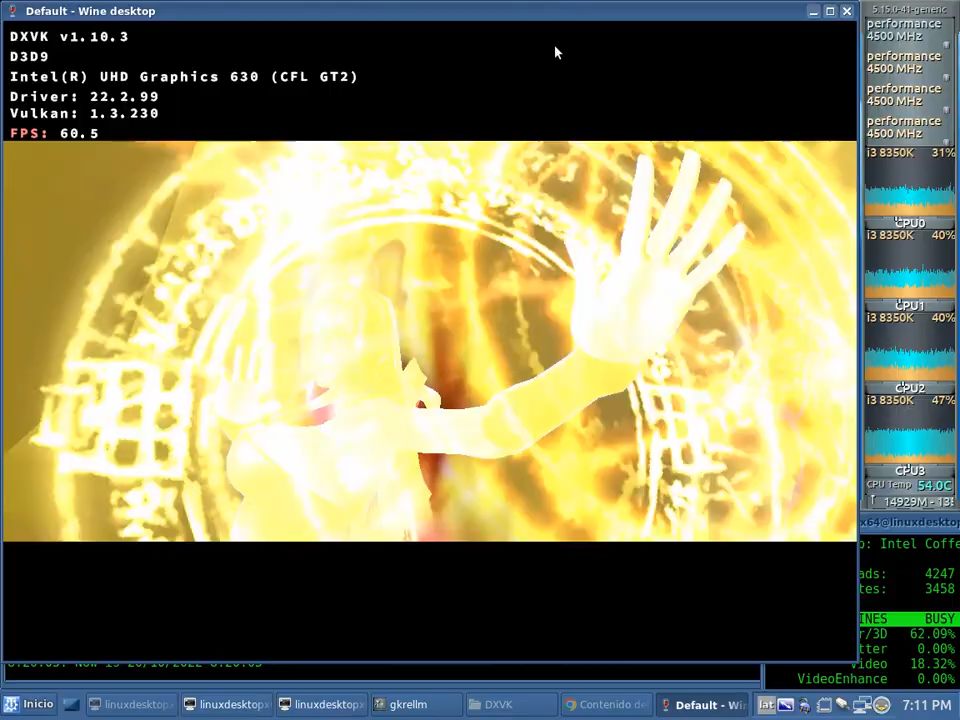 Default - Wine desktop
DXVK v1.10.3
D3D9
Intel(R) UHD Graphics 630 (CFL GT2)
Driver: 22.2.99
Vulkan: 1.3.230
FPS: 60.5
5.15.0-41-generic
performance
4500 MHz
performance
4500 MHz
performance
4500 MHz
performance
4500 MHz
i3 8350K 31%
CPU0
i3 8350K 40%
CPU1
i3 8350K 40%
CPU2
i3 8350K 47%
CPU3
CPU Temp 54.0C
14929M - 13
x64@linuxdeskto
o: Intel Coffe
ads: 4247
tes: 3458
INES BUSY
r/3D 62.09%
tter 0.00%
Video 18.32%
VideoEnhance 0.00%
Inicio
linuxdesktop
linuxdesktop
linuxdesktop
gkrellm
DXVK
Contenido de
Default - Wi
lat
7:11 PM